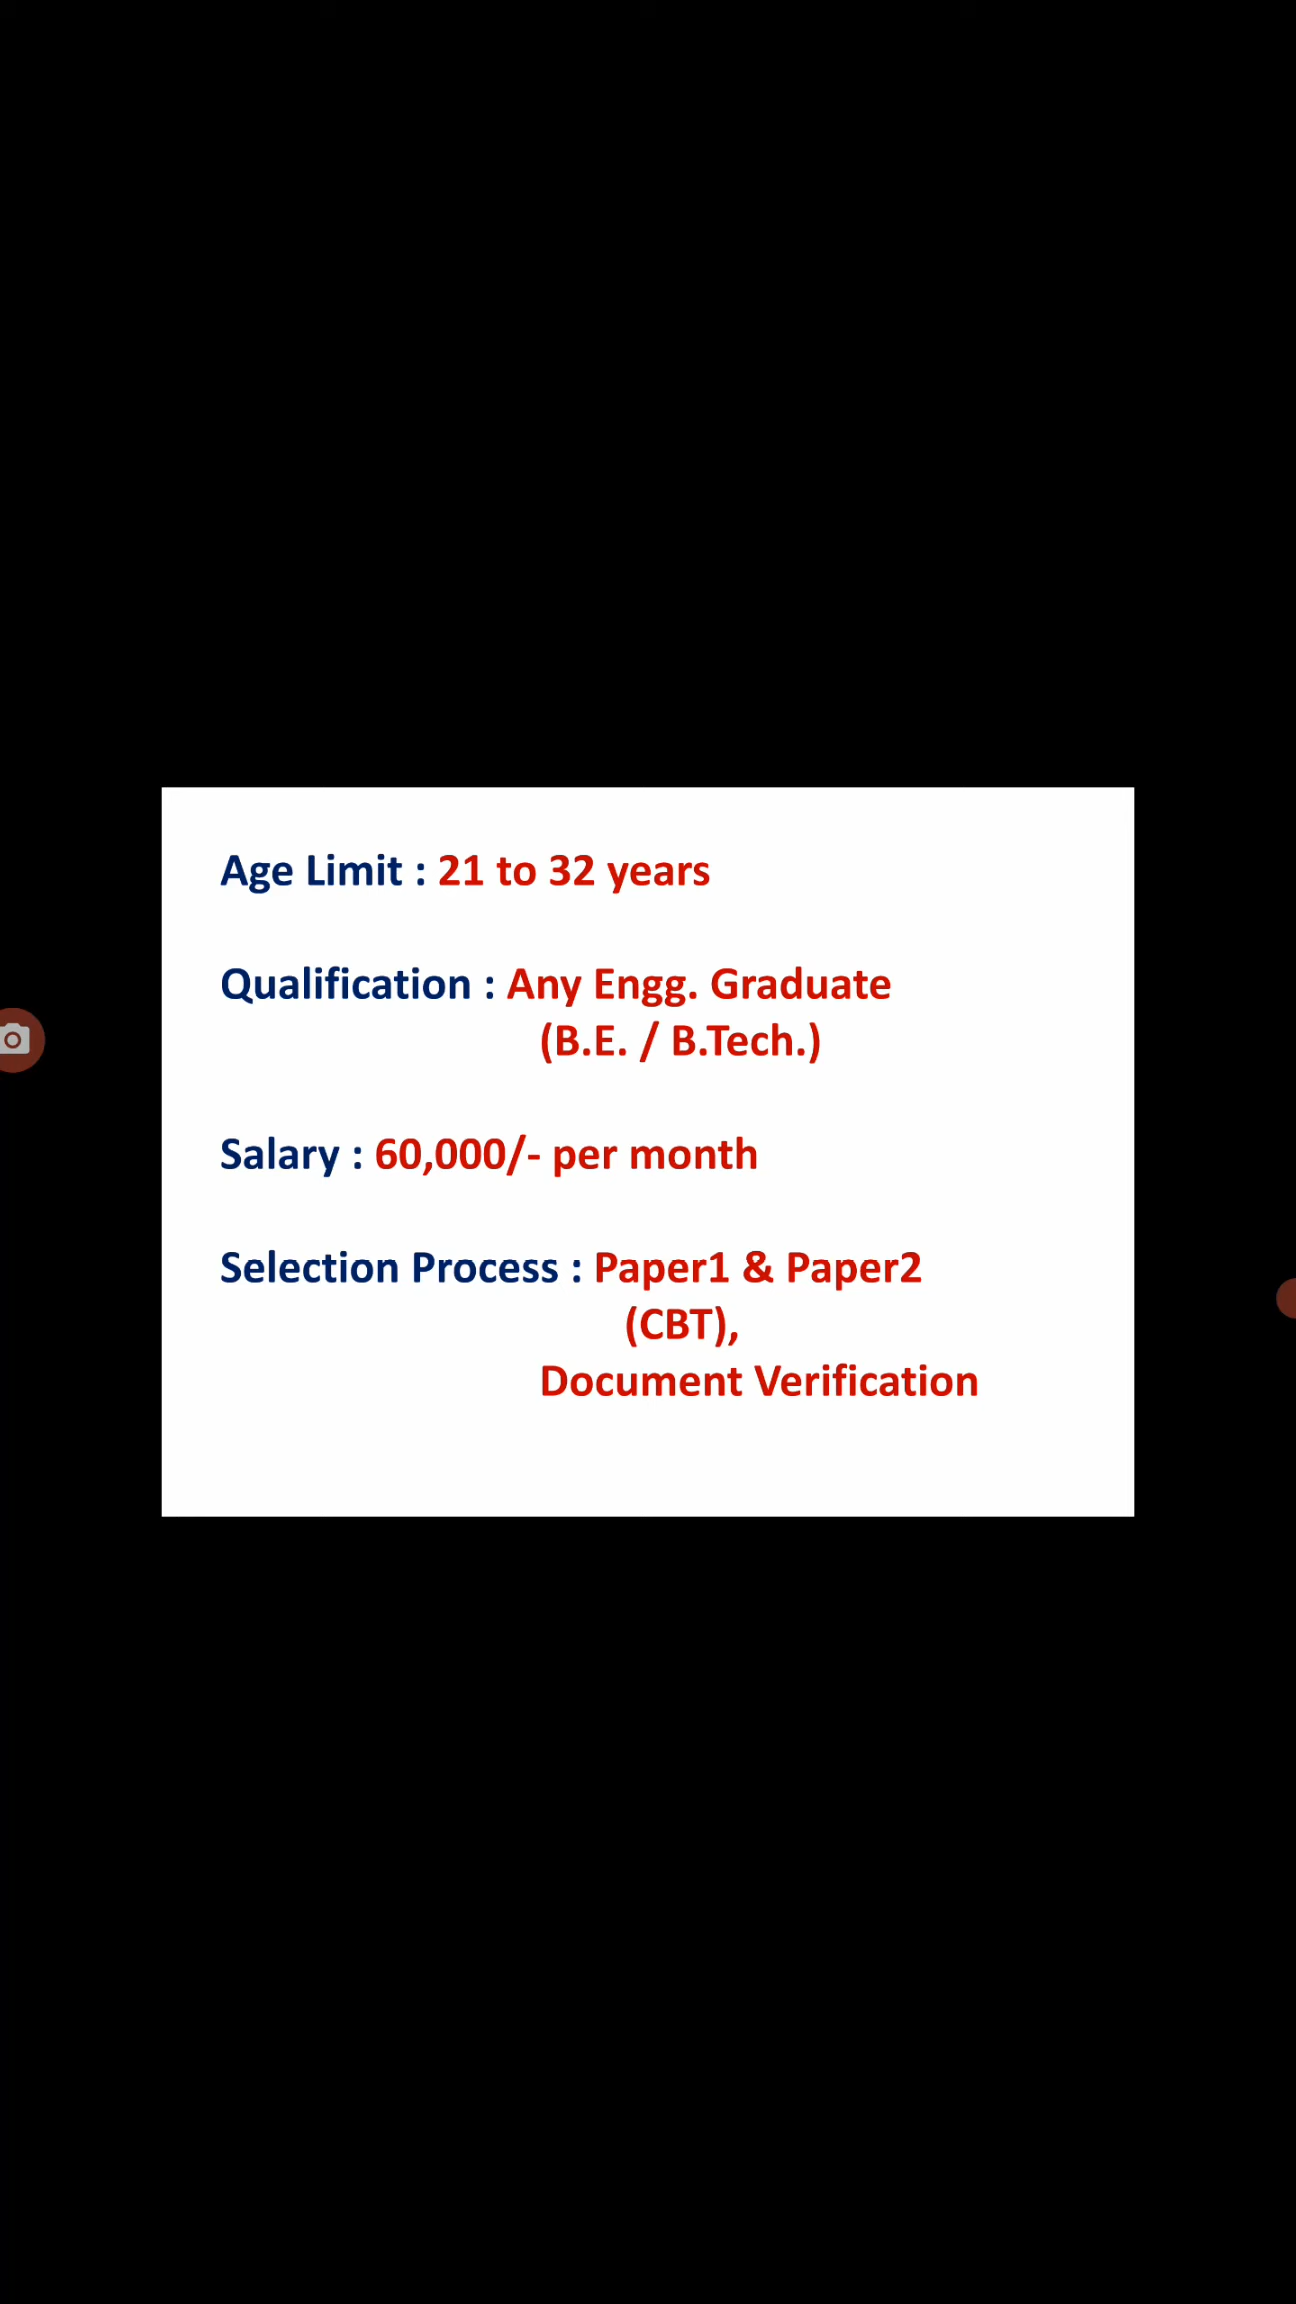 Age Limit : 21 to 32 years
Qualification : Any Engg. Graduate
(B.E. / B.Tech.)
Salary : 60,000/- per month
Selection Process : Paper1 & Paper2
(CBT),
Document Verification